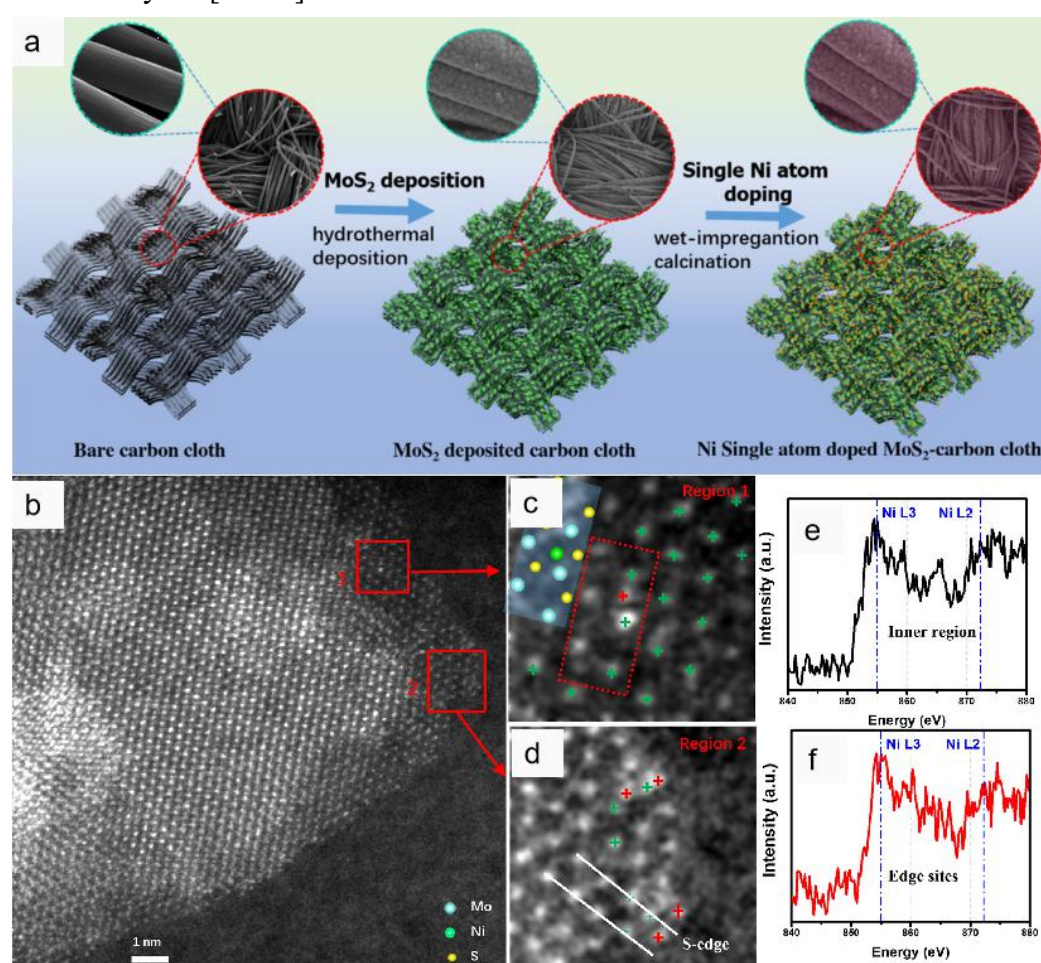 a
MoS2 deposition
hydrothermal
deposition
Single Ni atom
doping
wet-impregantion
calcination
Bare carbon cloth
MoS2 deposited carbon cloth
Ni Single atom doped MoS2-carbon cloth
b
1
2
Mo
Ni
S
1 nm
c
Region 1
d
Region 2
S-edge
e
Ni L3
Ni L2
Inner region
Intensity (a.u.)
840 850 860 870 880
Energy (eV)
f
Ni L3
Ni L2
Edge sites
Intensity (a.u.)
840 850 860 870 880
Energy (eV)